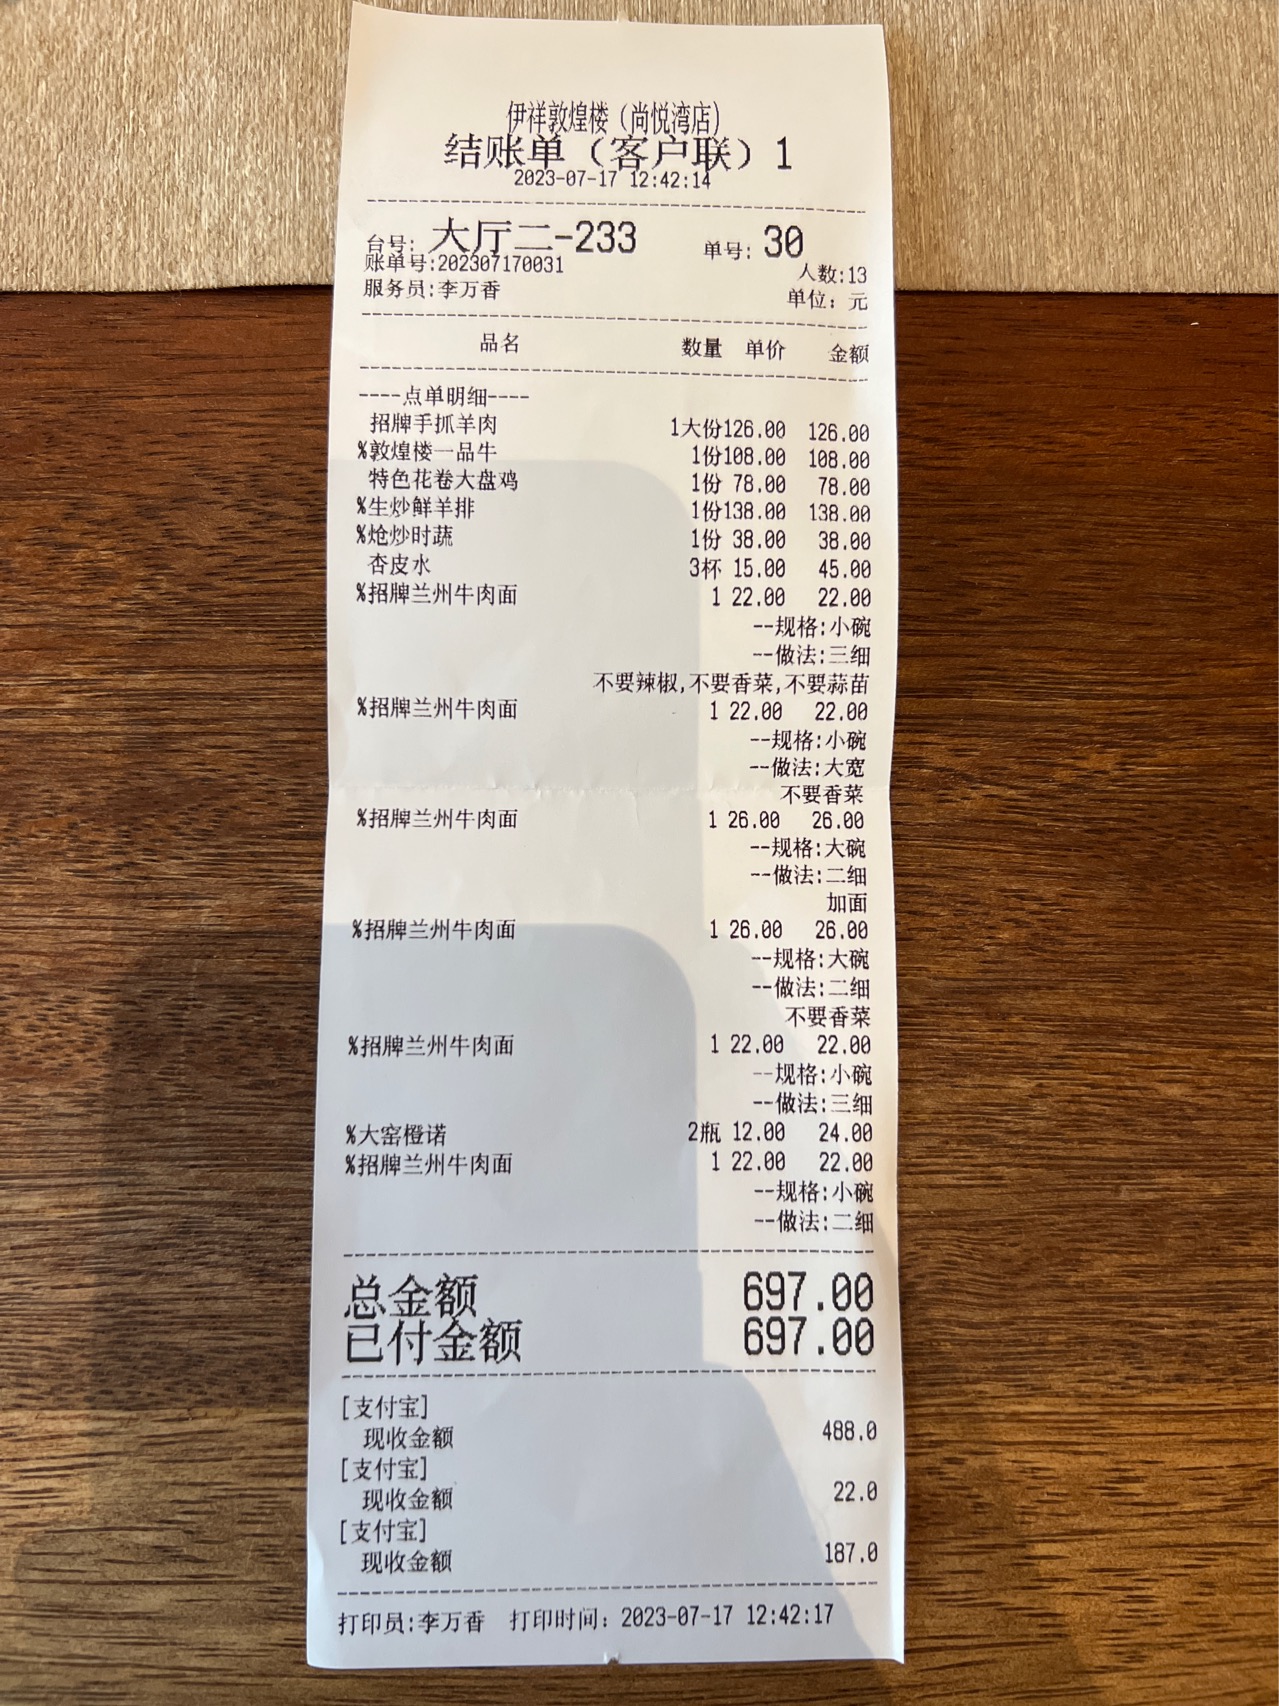 伊祥敦煌楼（尚悦湾店）
结账单（客户联）1
2023-07-17 12:42:14
台号: 大厅二-233 单号: 30
账单号:202307170031 人数:13
服务员:李万香 单位: 元
品名 数量 单价 金额
----点单明细----
招牌手抓羊肉 1大份126.00 126.00
%敦煌楼一品牛 1份108.00 108.00
特色花卷大盘鸡 1份 78.00 78.00
%生炒鲜羊排 1份138.00 138.00
%炝炒时蔬 1份 38.00 38.00
杏皮水 3杯 15.00 45.00
%招牌兰州牛肉面 1 22.00 22.00
--规格:小碗
--做法:三细
不要辣椒,不要香菜,不要蒜苗
%招牌兰州牛肉面 1 22.00 22.00
--规格:小碗
--做法:大宽
不要香菜
%招牌兰州牛肉面 1 26.00 26.00
--规格:大碗
--做法:二细
加面
%招牌兰州牛肉面 1 26.00 26.00
--规格:大碗
--做法:二细
不要香菜
%招牌兰州牛肉面 1 22.00 22.00
--规格:小碗
--做法:三细
%大窑橙诺 2瓶 12.00 24.00
%招牌兰州牛肉面 1 22.00 22.00
--规格:小碗
--做法:二细
总金额 697.00
已付金额 697.00
[支付宝]
现收金额 488.0
[支付宝]
现收金额 22.0
[支付宝]
现收金额 187.0
打印员:李万香 打印时间: 2023-07-17 12:42:17